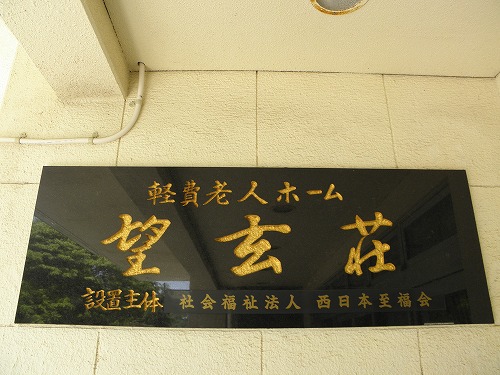 軽費老人ホーム
望玄荘
設置主体 社会福祉法人 西日本至福会